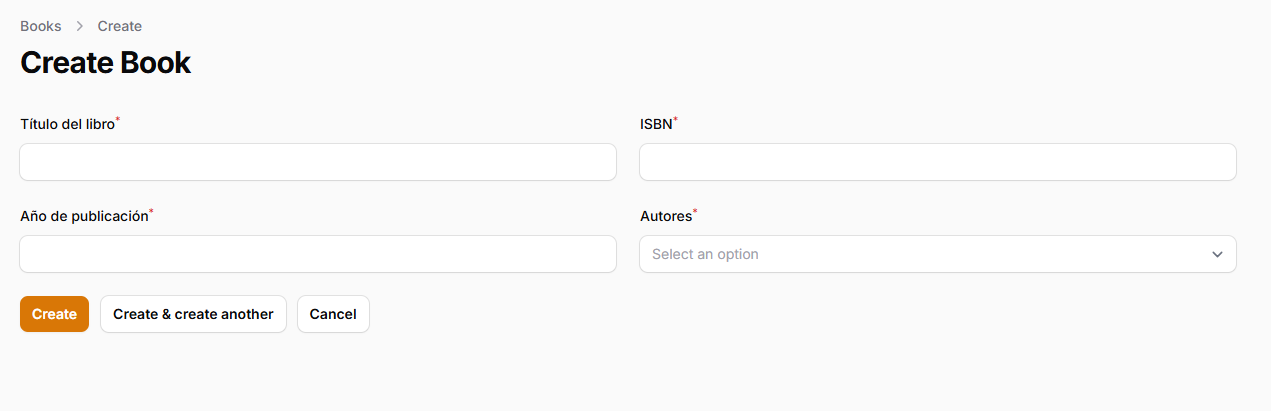 Books > Create
Create Book
Título del libro*
ISBN*
Año de publicación*
Autores*
Select an option
Create
Create & create another
Cancel